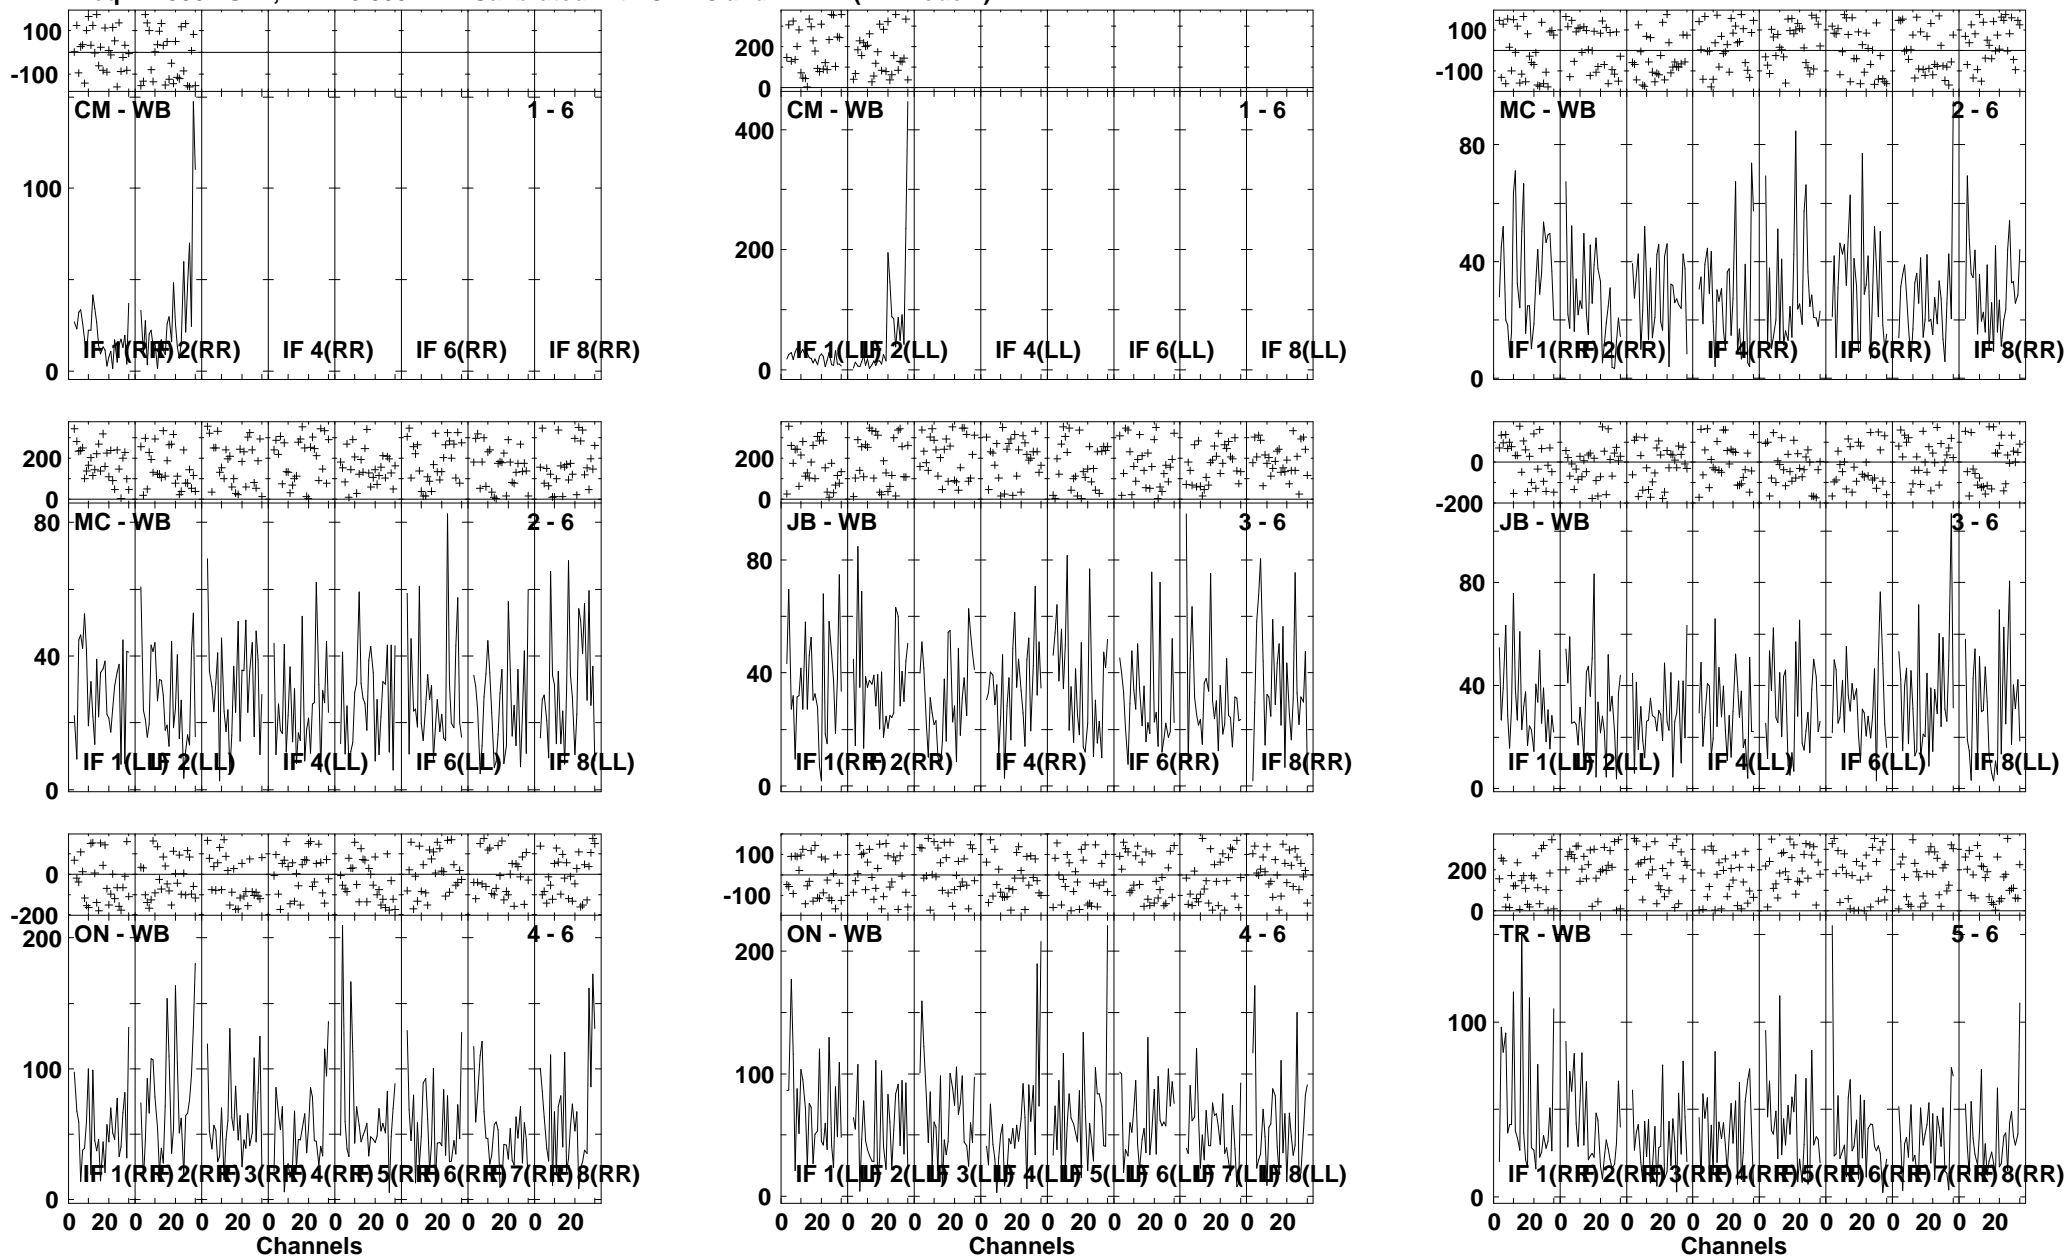 100
-100
CM - WB 1 - 6
100
0
IF 1(RR) IF 2(RR) IF 4(RR) IF 6(RR) IF 8(RR)
200
0
CM - WB 1 - 6
400
200
0
IF 1(LL) IF 2(LL) IF 4(LL) IF 6(LL) IF 8(LL)
100
-100
MC - WB 2 - 6
80
40
0
IF 1(RR) IF 2(RR) IF 4(RR) IF 6(RR) IF 8(RR)
200
0
MC - WB 2 - 6
80
40
0
IF 1(LL) IF 2(LL) IF 4(LL) IF 6(LL) IF 8(LL)
200
0
JB - WB 3 - 6
80
40
0
IF 1(RR) IF 2(RR) IF 4(RR) IF 6(RR) IF 8(RR)
0
-200
JB - WB 3 - 6
80
40
0
IF 1(LL) IF 2(LL) IF 4(LL) IF 6(LL) IF 8(LL)
0
-200
ON - WB 4 - 6
200
100
0
IF 1(RR) IF 2(RR) IF 3(RR) IF 4(RR) IF 5(RR) IF 6(RR) IF 7(RR) IF 8(RR)
0 20 0 20 0 20 0 20 0 20 0 20 0 20 0 20
Channels
100
-100
ON - WB 4 - 6
200
100
0
IF 1(LL) IF 2(LL) IF 3(LL) IF 4(LL) IF 5(LL) IF 6(LL) IF 7(LL) IF 8(LL)
0 20 0 20 0 20 0 20 0 20 0 20 0 20 0 20
200
0
TR - WB 5 - 6
100
0
IF 1(RR) IF 2(RR) IF 3(RR) IF 4(RR) IF 5(RR) IF 6(RR) IF 7(RR) IF 8(RR)
0 20 0 20 0 20 0 20 0 20 0 20 0 20 0 20
Channels